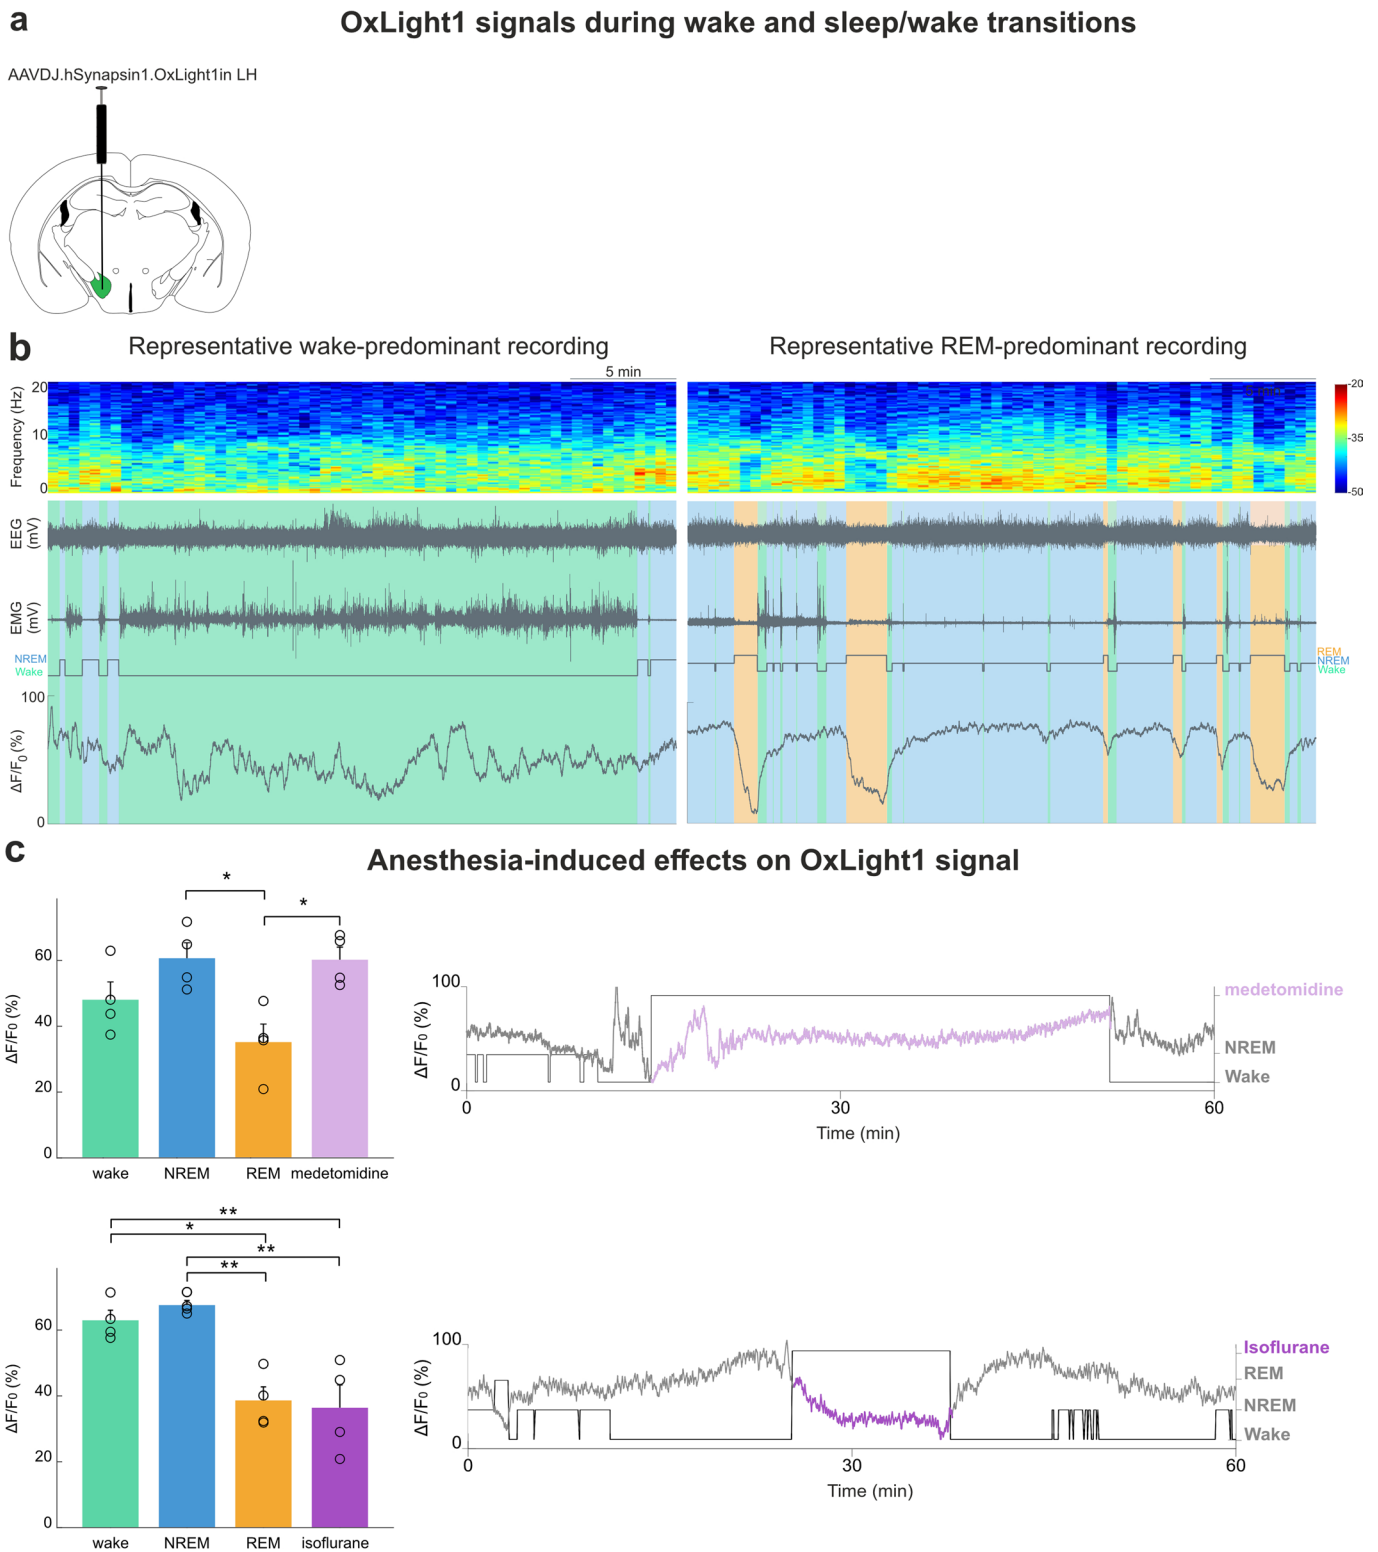 a
OxLight1 signals during wake and sleep/wake transitions
AAVDJ.hSynapsin1.OxLight1in LH
b
Representative wake-predominant recording
Representative REM-predominant recording
5 min
Frequency (Hz)
20
10
0
-20
-35
-50
EEG
(mV)
EMG
(mV)
NREM
Wake
REM
NREM
Wake
ΔF/F0 (%)
100
0
c
Anesthesia-induced effects on OxLight1 signal
*
*
ΔF/F0 (%)
60
40
20
0
wake NREM REM medetomidine
ΔF/F0 (%)
100
0
medetomidine
NREM
Wake
0 30 60
Time (min)
**
*
**
**
ΔF/F0 (%)
60
40
20
0
wake NREM REM isoflurane
ΔF/F0 (%)
100
0
Isoflurane
REM
NREM
Wake
0 30 60
Time (min)